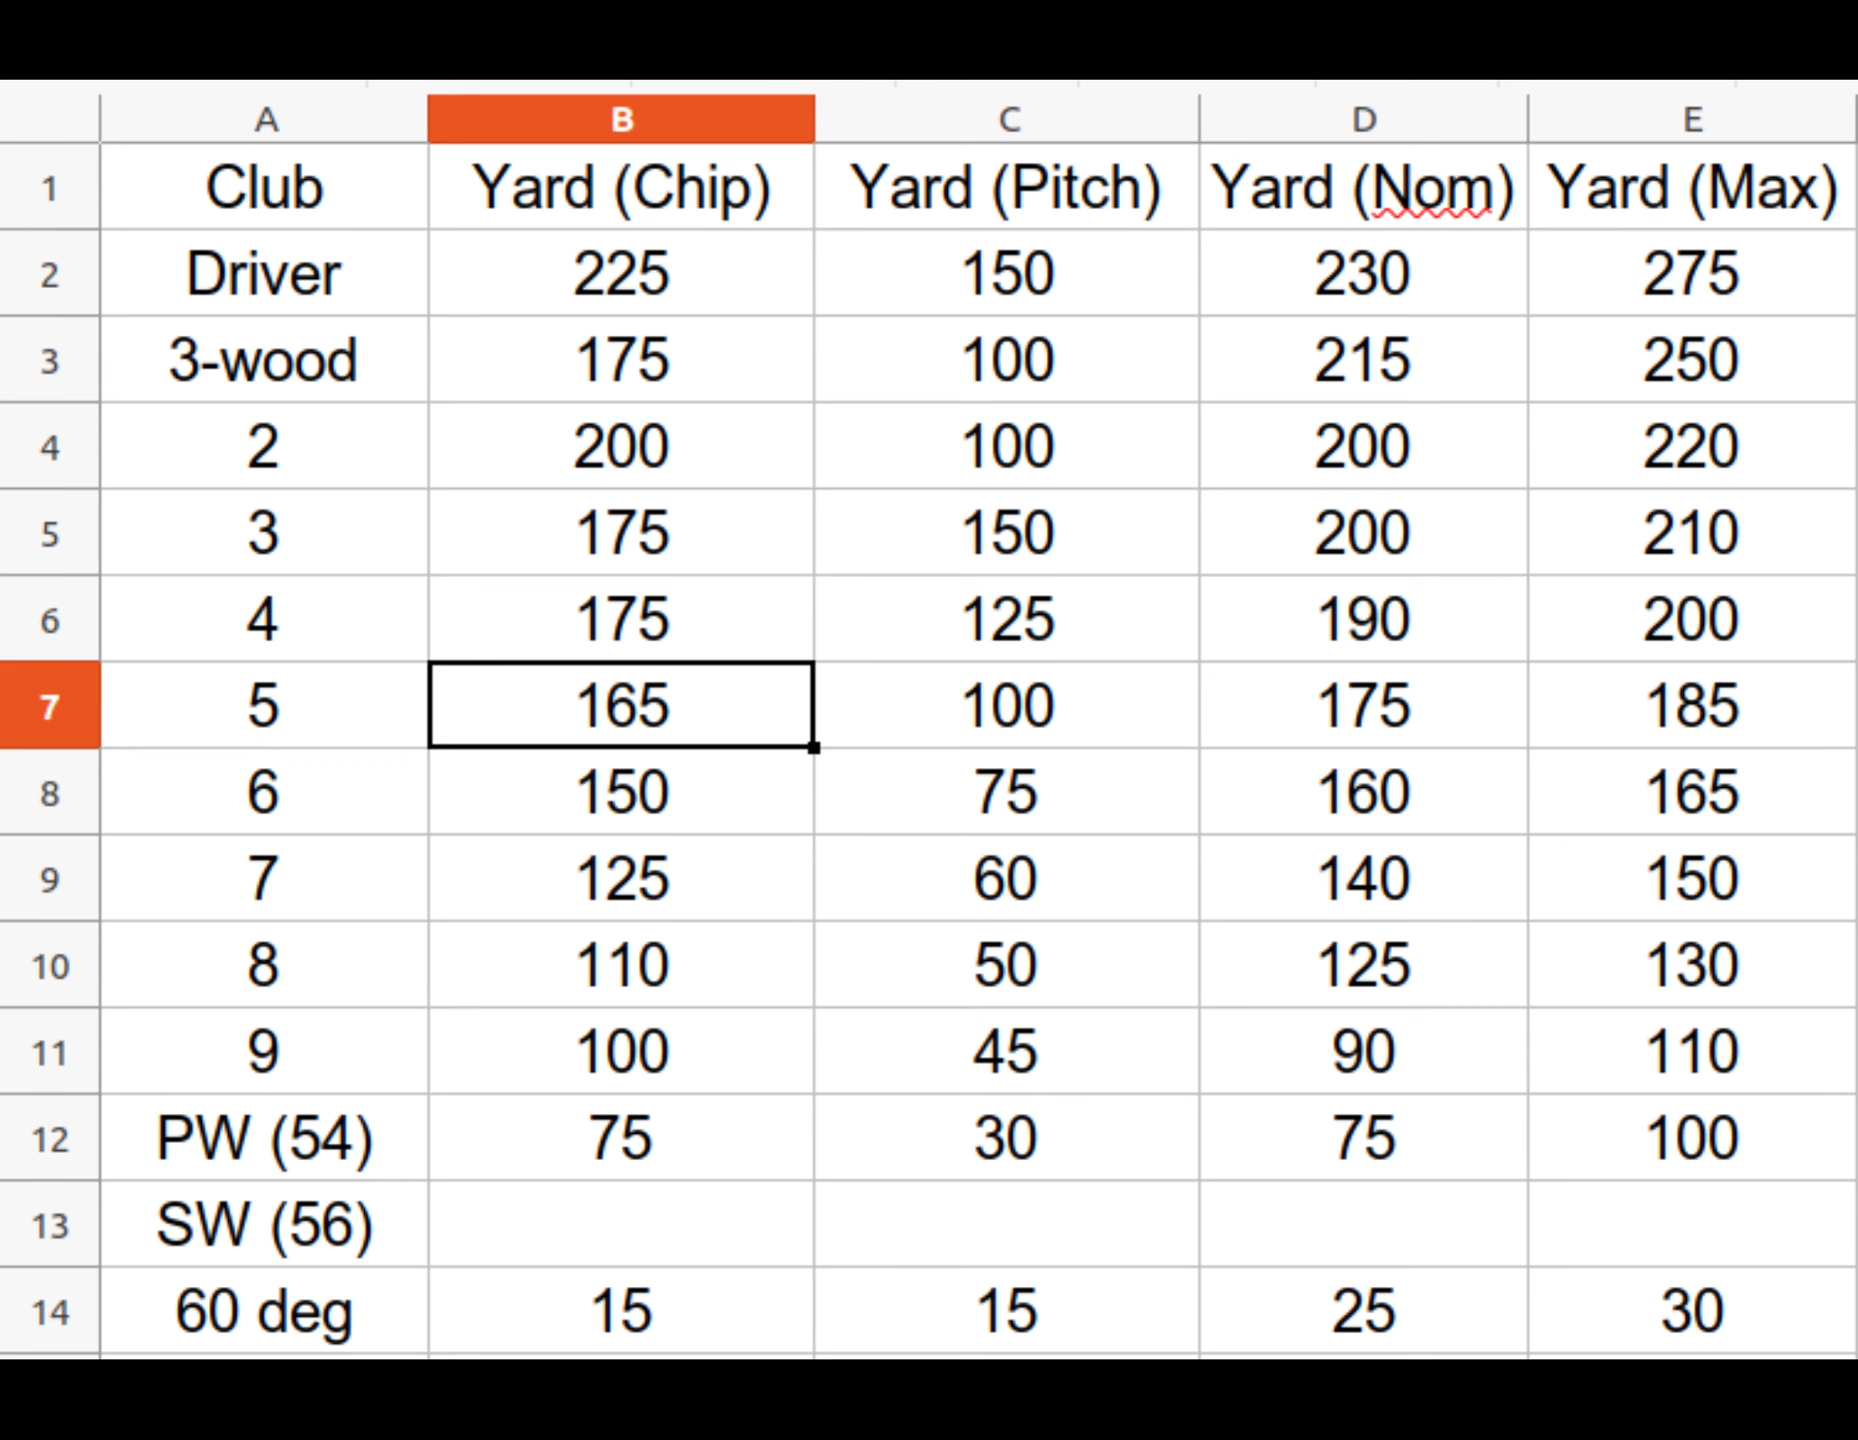 A B C D E
1 Club Yard (Chip) Yard (Pitch) Yard (Nom) Yard (Max)
2 Driver 225 150 230 275
3 3-wood 175 100 215 250
4 2 200 100 200 220
5 3 175 150 200 210
6 4 175 125 190 200
7 5 165 100 175 185
8 6 150 75 160 165
9 7 125 60 140 150
10 8 110 50 125 130
11 9 100 45 90 110
12 PW (54) 75 30 75 100
13 SW (56)
14 60 deg 15 15 25 30